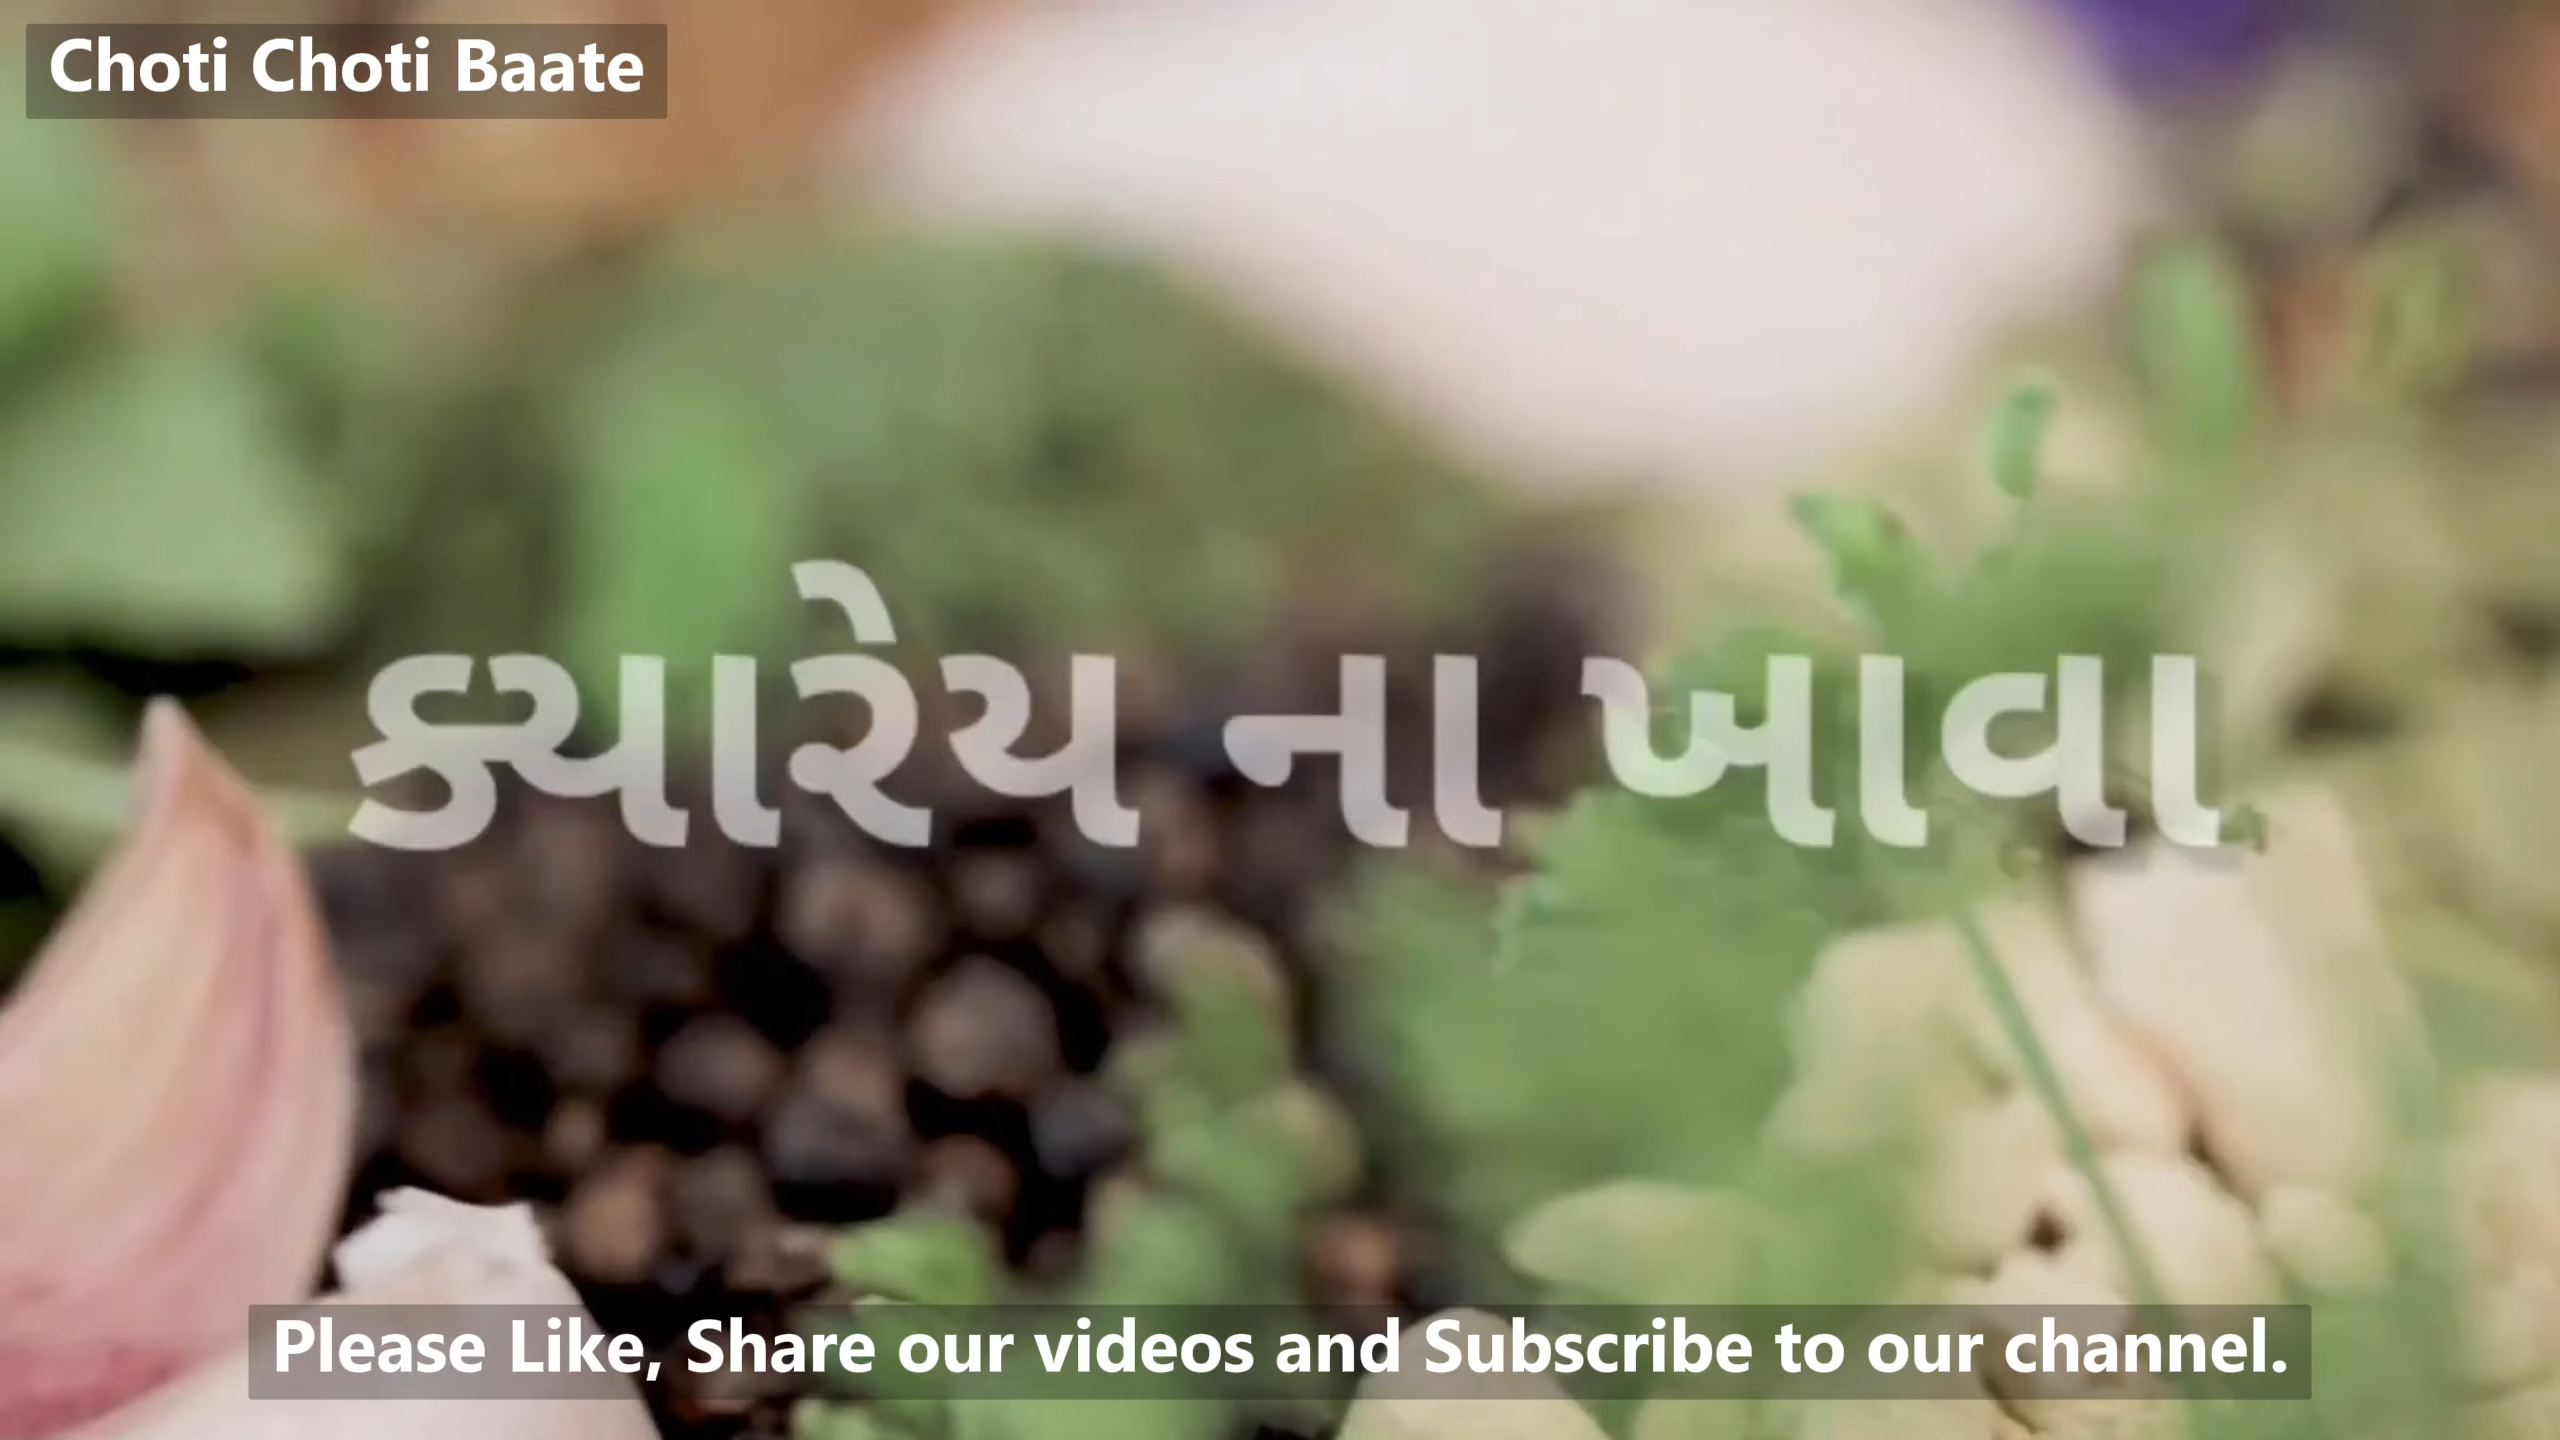 Choti Choti Baate
ક્યારેય ના ખાવા
Please Like, Share our videos and Subscribe to our channel.